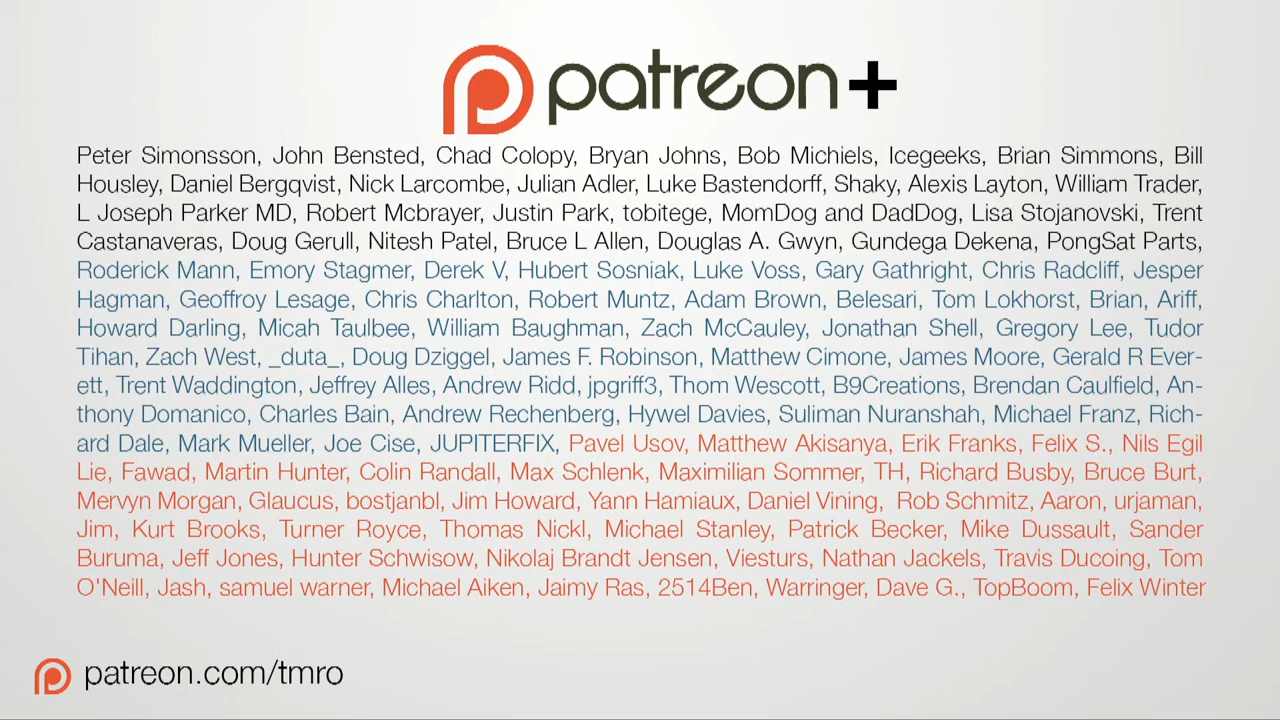 patreon+
Peter Simonsson, John Bensted, Chad Colopy, Bryan Johns, Bob Michiels, Icegeeks, Brian Simmons, Bill
Housley, Daniel Bergqvist, Nick Larcombe, Julian Adler, Luke Bastendorff, Shaky, Alexis Layton, William Trader,
L Joseph Parker MD, Robert Mcbrayer, Justin Park, tobitege, MomDog and DadDog, Lisa Stojanovski, Trent
Castanaveras, Doug Gerull, Nitesh Patel, Bruce L Allen, Douglas A. Gwyn, Gundega Dekena, PongSat Parts,
Roderick Mann, Emory Stagmer, Derek V, Hubert Sosniak, Luke Voss, Gary Gathright, Chris Radcliff, Jesper
Hagman, Geoffroy Lesage, Chris Charlton, Robert Muntz, Adam Brown, Belesari, Tom Lokhorst, Brian, Ariff,
Howard Darling, Micah Taulbee, William Baughman, Zach McCauley, Jonathan Shell, Gregory Lee, Tudor
Tihan, Zach West, _duta_, Doug Dziggel, James F. Robinson, Matthew Cimone, James Moore, Gerald R Ever-
ett, Trent Waddington, Jeffrey Alles, Andrew Ridd, jpgriff3, Thom Wescott, B9Creations, Brendan Caulfield, An-
thony Domanico, Charles Bain, Andrew Rechenberg, Hywel Davies, Suliman Nuranshah, Michael Franz, Rich-
ard Dale, Mark Mueller, Joe Cise, JUPITERFIX, Pavel Usov, Matthew Akisanya, Erik Franks, Felix S., Nils Egil
Lie, Fawad, Martin Hunter, Colin Randall, Max Schlenk, Maximilian Sommer, TH, Richard Busby, Bruce Burt,
Mervyn Morgan, Glaucus, bostjanbl, Jim Howard, Yann Hamiaux, Daniel Vining, Rob Schmitz, Aaron, urjaman,
Jim, Kurt Brooks, Turner Royce, Thomas Nickl, Michael Stanley, Patrick Becker, Mike Dussault, Sander
Buruma, Jeff Jones, Hunter Schwisow, Nikolaj Brandt Jensen, Viesturs, Nathan Jackels, Travis Ducoing, Tom
O'Neill, Jash, samuel warner, Michael Aiken, Jaimy Ras, 2514Ben, Warringer, Dave G., TopBoom, Felix Winter
patreon.com/tmro